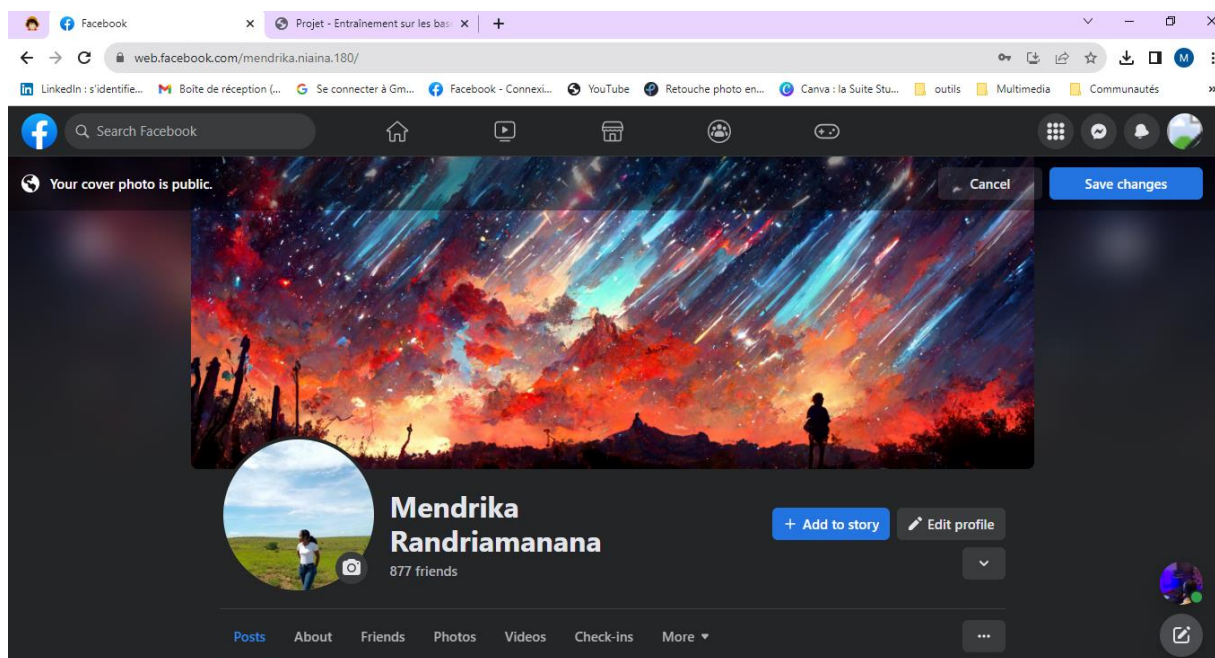 Facebook
Projet - Entraînement sur les bas
web.facebook.com/mendrika.niaina.180/
M
LinkedIn : s'identifie... Boîte de réception (... Se connecter à Gm... Facebook - Connexi... YouTube Retouche photo en... Canva : la Suite Stu... outils Multimedia Communautés »
Search Facebook
Your cover photo is public.
Cancel
Save changes
Mendrika
Randriamanana
877 friends
+ Add to story
Edit profile
Posts About Friends Photos Videos Check-ins More